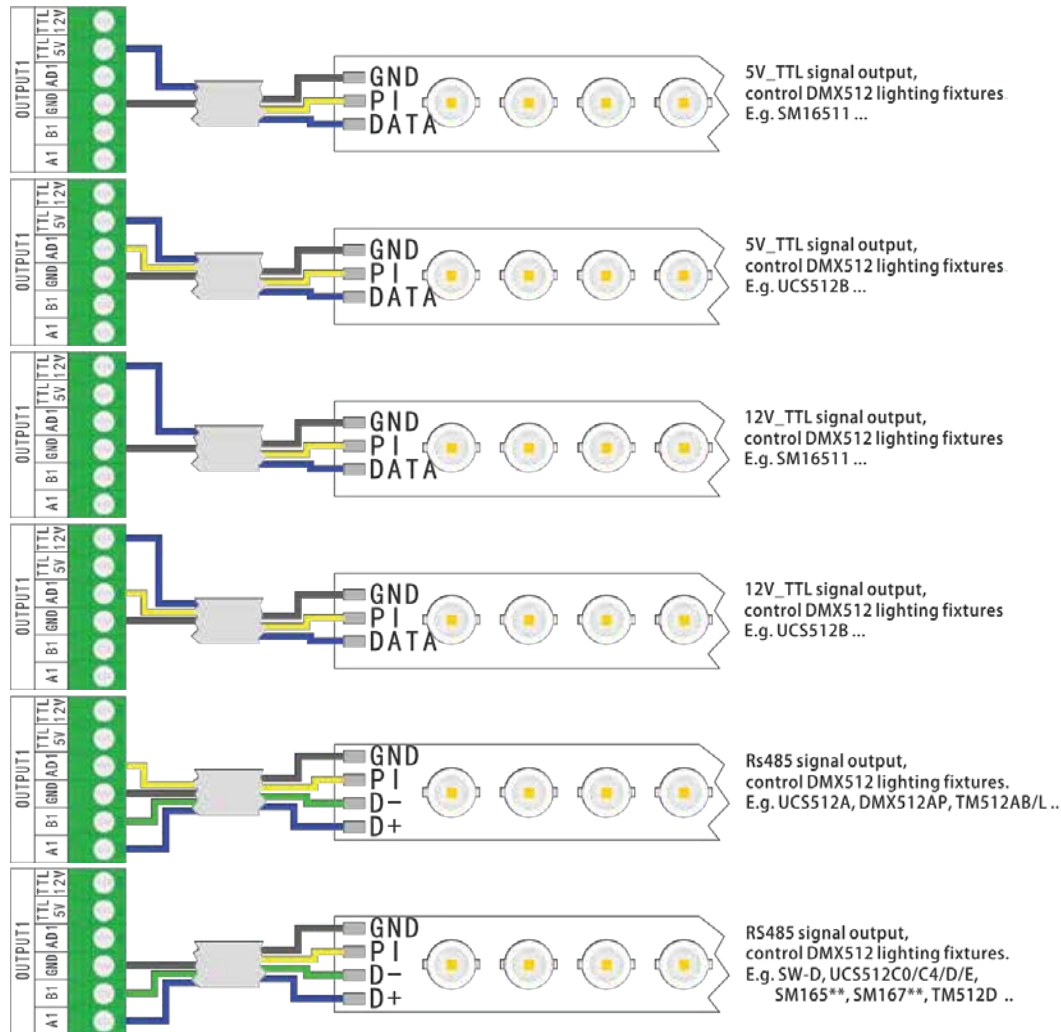 OUTPUT1
TTL 12V
TTL 5V
AD1
GND
B1
A1
GND
PI
DATA
5V_TTL signal output,
control DMX512 lighting fixtures.
E.g. SM16511 ...
OUTPUT1
TTL 12V
TTL 5V
AD1
GND
B1
A1
GND
PI
DATA
5V_TTL signal output,
control DMX512 lighting fixtures.
E.g. UCS512B ...
OUTPUT1
TTL 12V
TTL 5V
AD1
GND
B1
A1
GND
PI
DATA
12V_TTL signal output,
control DMX512 lighting fixtures
E.g. SM16511 ...
OUTPUT1
TTL 12V
TTL 5V
AD1
GND
B1
A1
GND
PI
DATA
12V_TTL signal output,
control DMX512 lighting fixtures
E.g. UCS512B ...
OUTPUT1
TTL 12V
TTL 5V
AD1
GND
B1
A1
GND
PI
D-
D+
Rs485 signal output,
control DMX512 lighting fixtures.
E.g. UCS512A, DMX512AP, TM512AB/L ..
OUTPUT1
TTL 12V
TTL 5V
AD1
GND
B1
A1
GND
PI
D-
D+
RS485 signal output,
control DMX512 lighting fixtures.
E.g. SW-D, UCS512C0/C4/D/E,
SM165**, SM167**, TM512D ..